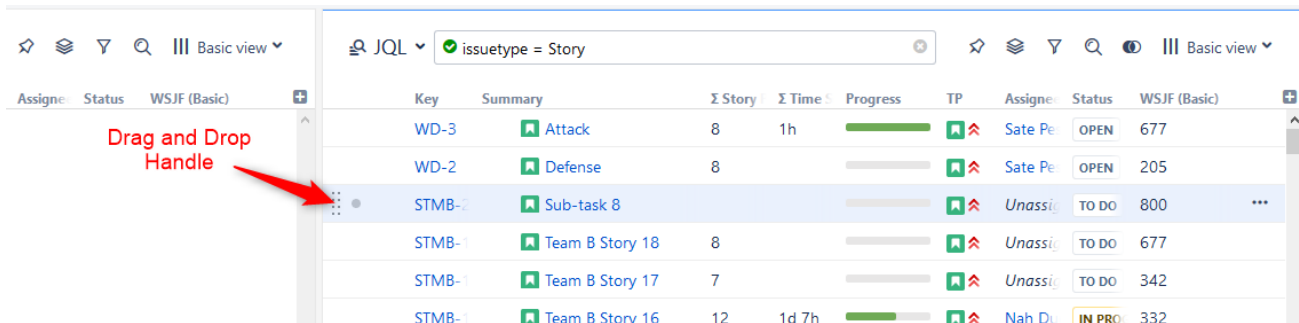 Basic view
JQL issuetype = Story Basic view
Assignee Status WSJF (Basic)
Key Summary Σ Story Σ Time Progress TP Assignee Status WSJF (Basic)
Drag and Drop
Handle
WD-3 Attack 8 1h Sate Pe OPEN 677
WD-2 Defense 8 Sate Pe OPEN 205
STMB-2 Sub-task 8 Unassig TO DO 800
STMB-1 Team B Story 18 8 Unassig TO DO 677
STMB-1 Team B Story 17 7 Unassig TO DO 342
STMB-1 Team B Story 16 12 1d 7h Nah Du IN PRO 332